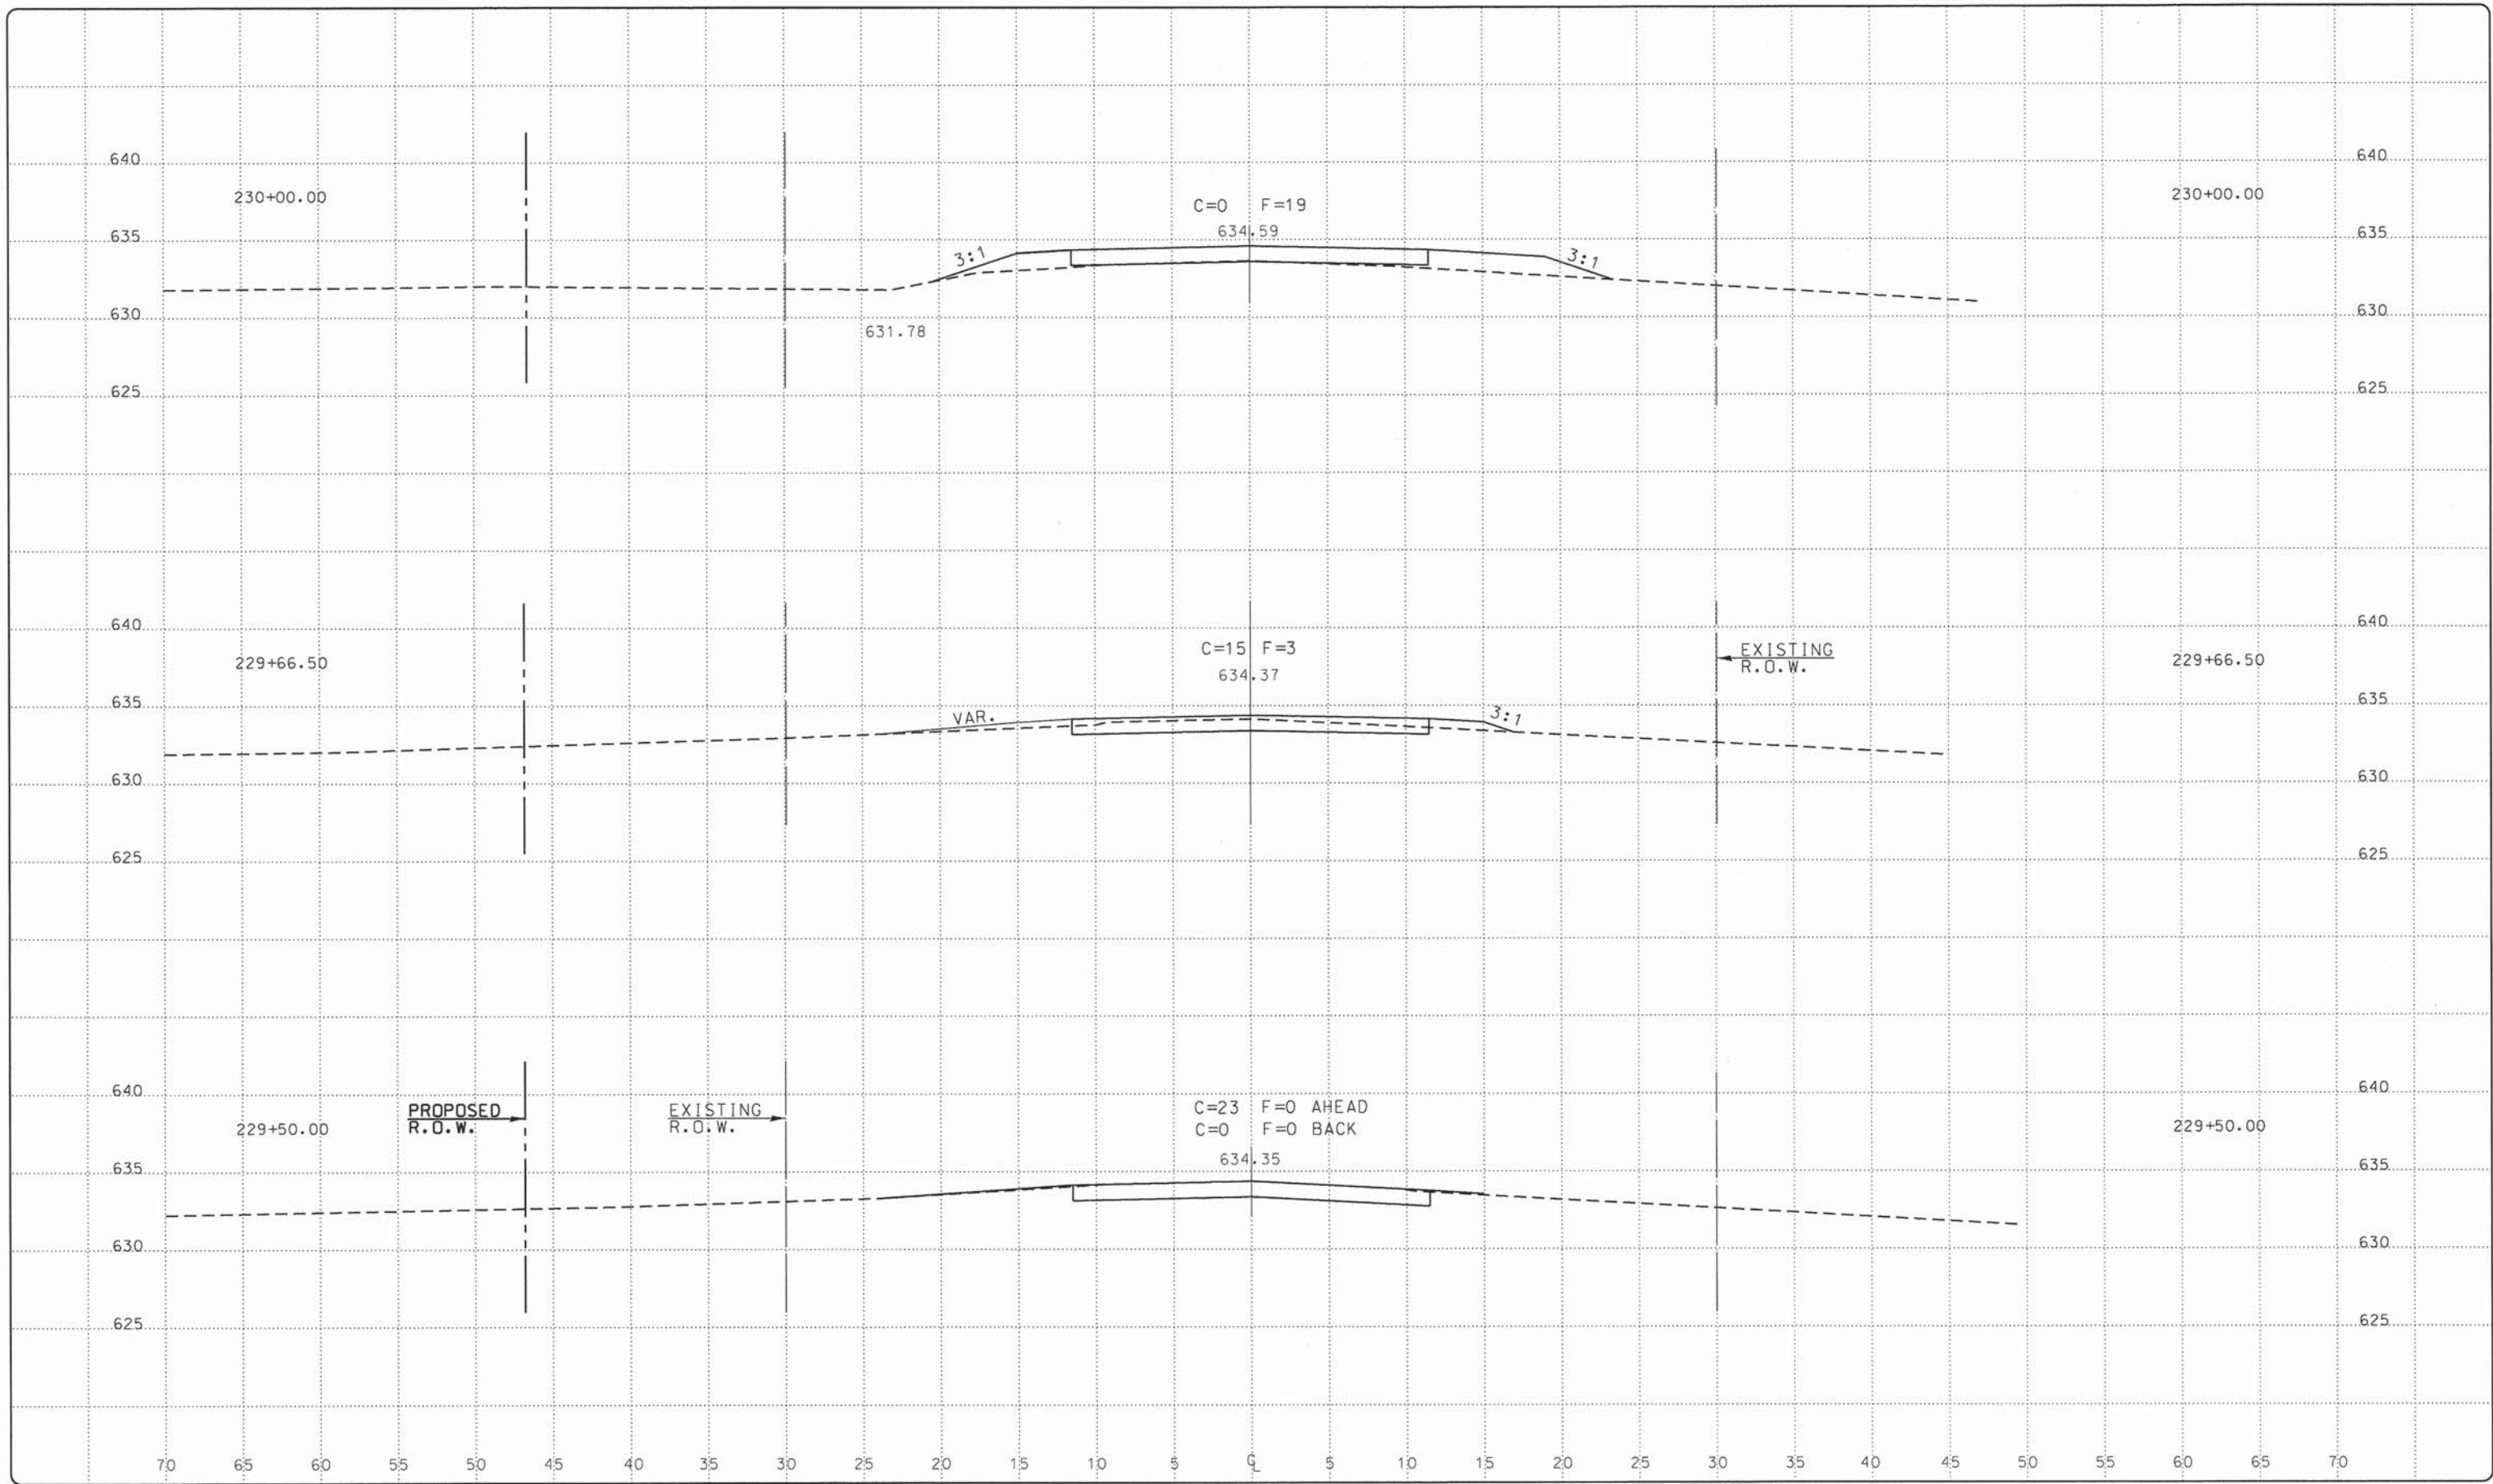 640 640
230+00.00 230+00.00
C=0 F=19
635 634.59 635
3:1 3:1
630 630
631.78
625 625
640 640
C=15 F=3 EXISTING
229+66.50 R.O.W. 229+66.50
634.37
635 635
VAR. 3:1
630 630
625 625
640 640
PROPOSED EXISTING C=23 F=0 AHEAD
229+50.00 R.O.W. R.O.W. C=0 F=0 BACK 229+50.00
635 634.35 635
630 630
625 625
70 65 60 55 50 45 40 35 30 25 20 15 10 5 CL 5 10 15 20 25 30 35 40 45 50 55 60 65 70